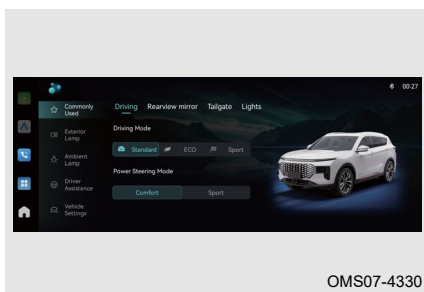 00:27
Driving Rearview mirror Tailgate Lights
Commonly
Used
Exterior
Lamp
Ambient
Lamp
Driver
Assistance
Vehicle
Settings
Driving Mode
Standard ECO Sport
Power Steering Mode
Comfort Sport
OMS07-4330